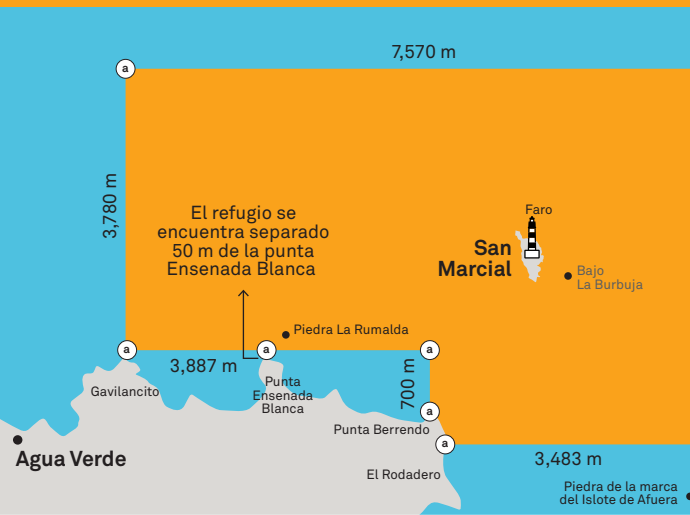 7,570 m
a
3,780 m
El refugio se
encuentra separado
50 m de la punta
Ensenada Blanca
Faro
San
Marcial
Bajo
La Burbuja
Piedra La Rumalda
a
a
a
3,887 m
700 m
Gavilancito
Punta
Ensenada
Blanca
a
Punta Berrendo
a
Agua Verde
El Rodadero
3,483 m
Piedra de la marca
del Islote de Afuera